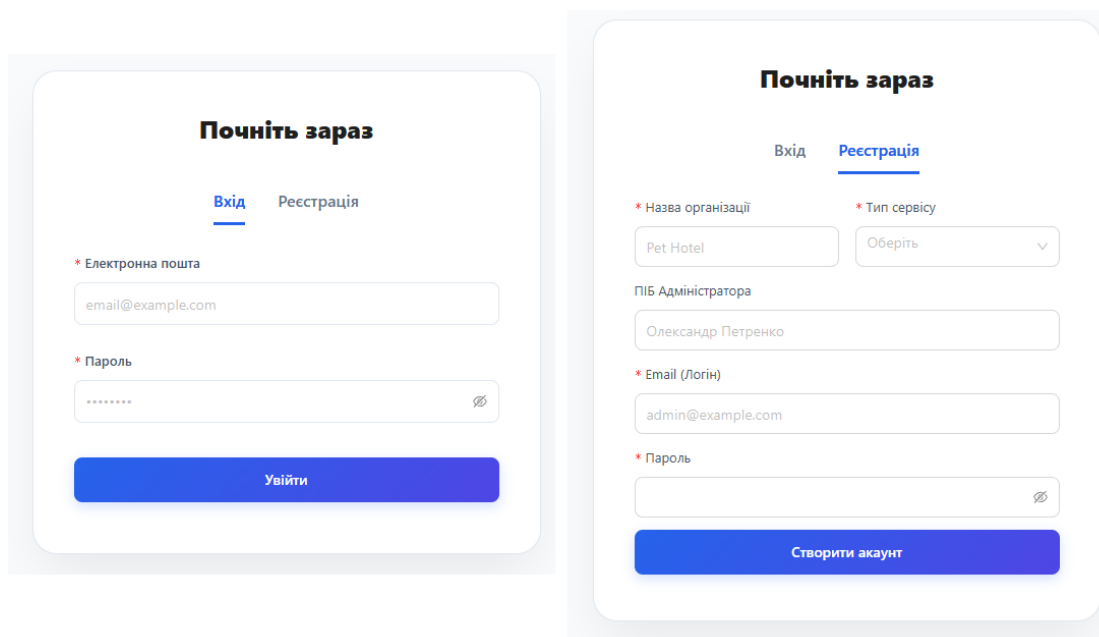 Почніть зараз
Вхід Реєстрація
* Електронна пошта
email@example.com
* Пароль
••••••••
Увійти
Почніть зараз
Вхід Реєстрація
* Назва організації * Тип сервісу
Pet Hotel Оберіть
ПІБ Адміністратора
Олександр Петренко
* Email (Логін)
admin@example.com
* Пароль
Створити акаунт